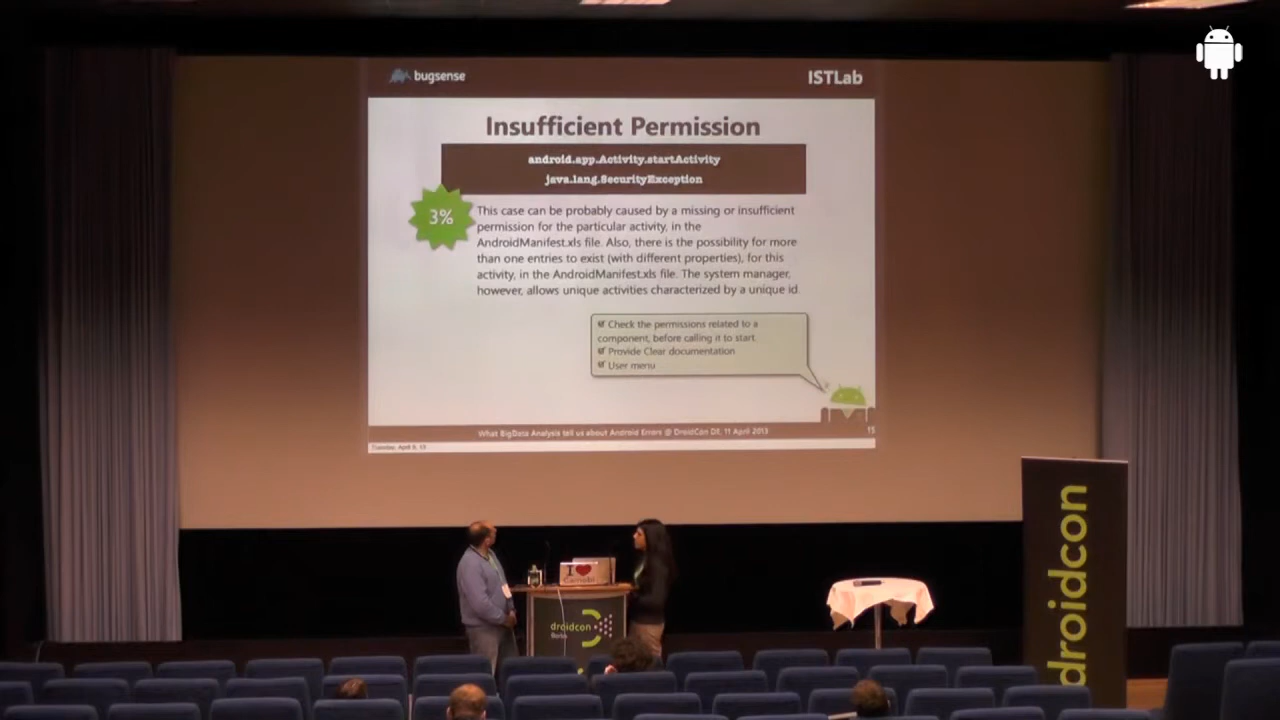 bugsense
ISTLab
Insufficient Permission
android.app.Activity.startActivity
java.lang.SecurityException
3%
This case can be probably caused by a missing or insufficient
permission for the particular activity, in the
AndroidManifest.xls file. Also, there is the possibility for more
than one entries to exist (with different properties), for this
activity, in the AndroidManifest.xls file. The system manager,
however, allows unique activities characterized by a unique id.
Check the permissions related to a
component, before calling it to start.
Provide Clear documentation
User menu
What BigData Analysis tell us about Android Errors @ DroidCon DE, 11 April 2013
15
Tuesday, April 9, 13
I
droidcon
Berlin
droidcon